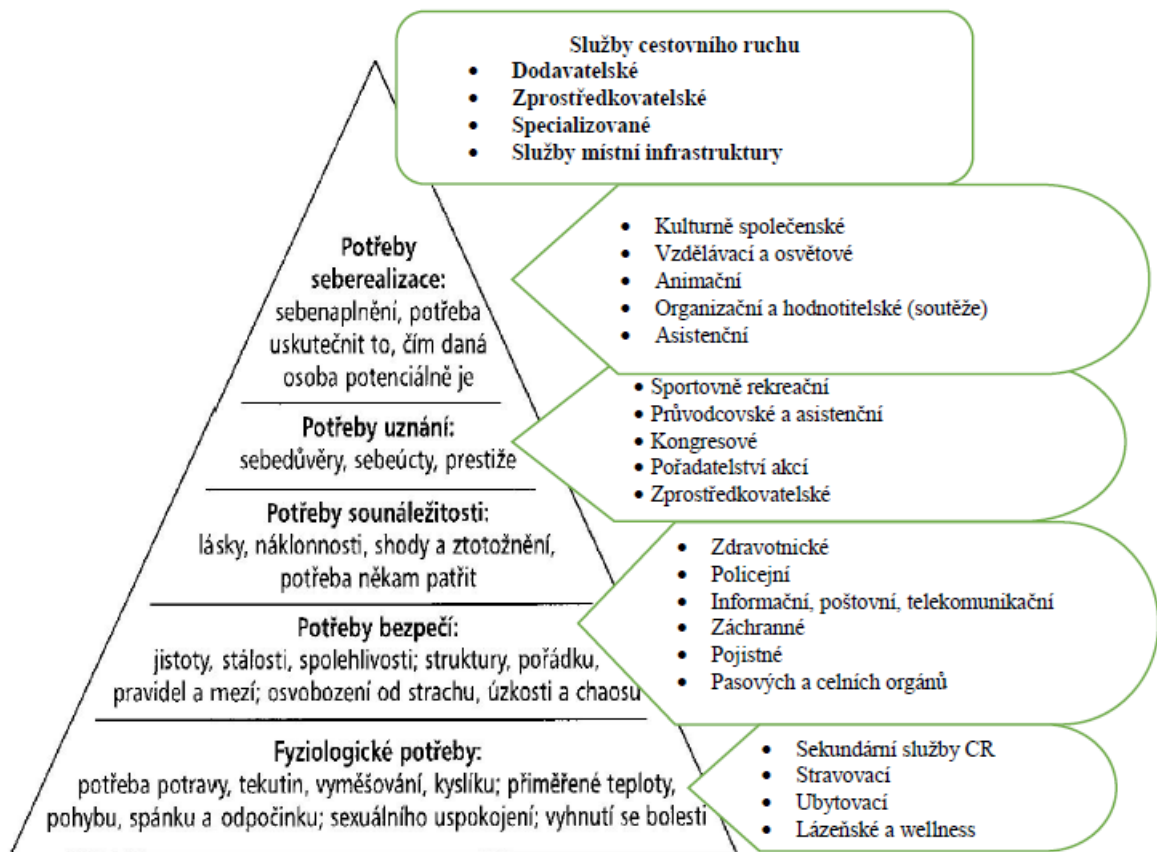 Služby cestovního ruchu
• Dodavatelské
• Zprostředkovatelské
• Specializované
• Služby místní infrastruktury
Potřeby
seberealizace:
sebenaplnění, potřeba
uskutečnit to, čím daná
osoba potenciálně je
• Kulturně společenské
• Vzdělávací a osvětové
• Animační
• Organizační a hodnotitelské (soutěže)
• Asistenční
Potřeby uznání:
sebedůvěry, sebeúcty, prestiže
• Sportovně rekreační
• Průvodcovské a asistenční
• Kongresové
• Pořadatelství akcí
• Zprostředkovatelské
Potřeby sounáležitosti:
lásky, náklonnosti, shody a ztotožnění,
potřeba někam patřit
Potřeby bezpečí:
jistoty, stálosti, spolehlivosti; struktury, pořádku,
pravidel a mezí; osvobození od strachu, úzkosti a chaosu
• Zdravotnické
• Policejní
• Informační, poštovní, telekomunikační
• Záchranné
• Pojistné
• Pasových a celních orgánů
Fyziologické potřeby:
potřeba potravy, tekutin, vyměšování, kyslíku; přiměřené teploty,
pohybu, spánku a odpočinku; sexuálního uspokojení; vyhnutí se bolesti
• Sekundární služby CR
• Stravovací
• Ubytovací
• Lázeňské a wellness